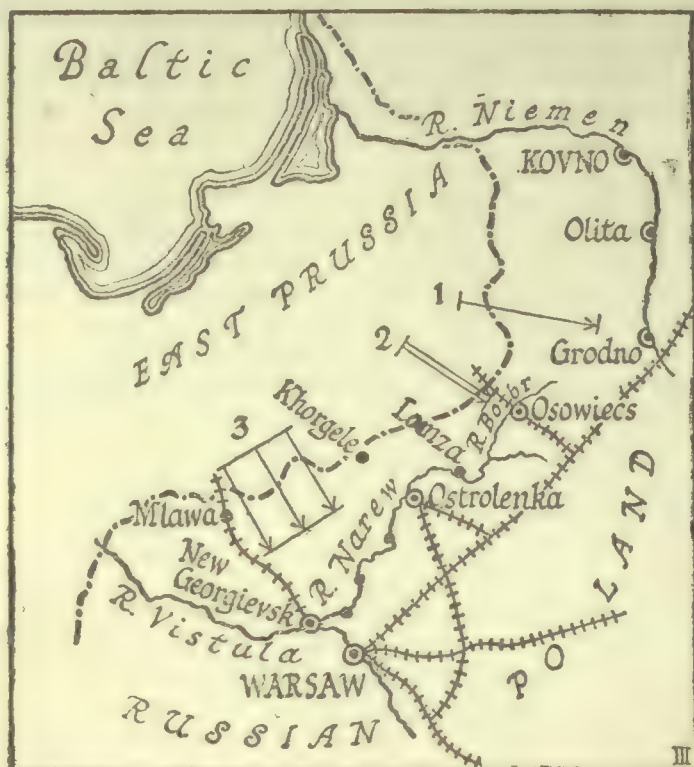 Baltic
Sea
R. Niemen
KOVNO
Olita
EAST PRUSSIA
1
2
Grodno
R. Bobr
Osowiecs
Khorgele
Lomza
3
Ostrolenka
Mlawa
R. Narew
New
Georgievsk
R. Vistula
WARSAW
RUSSIAN
POLAND
III